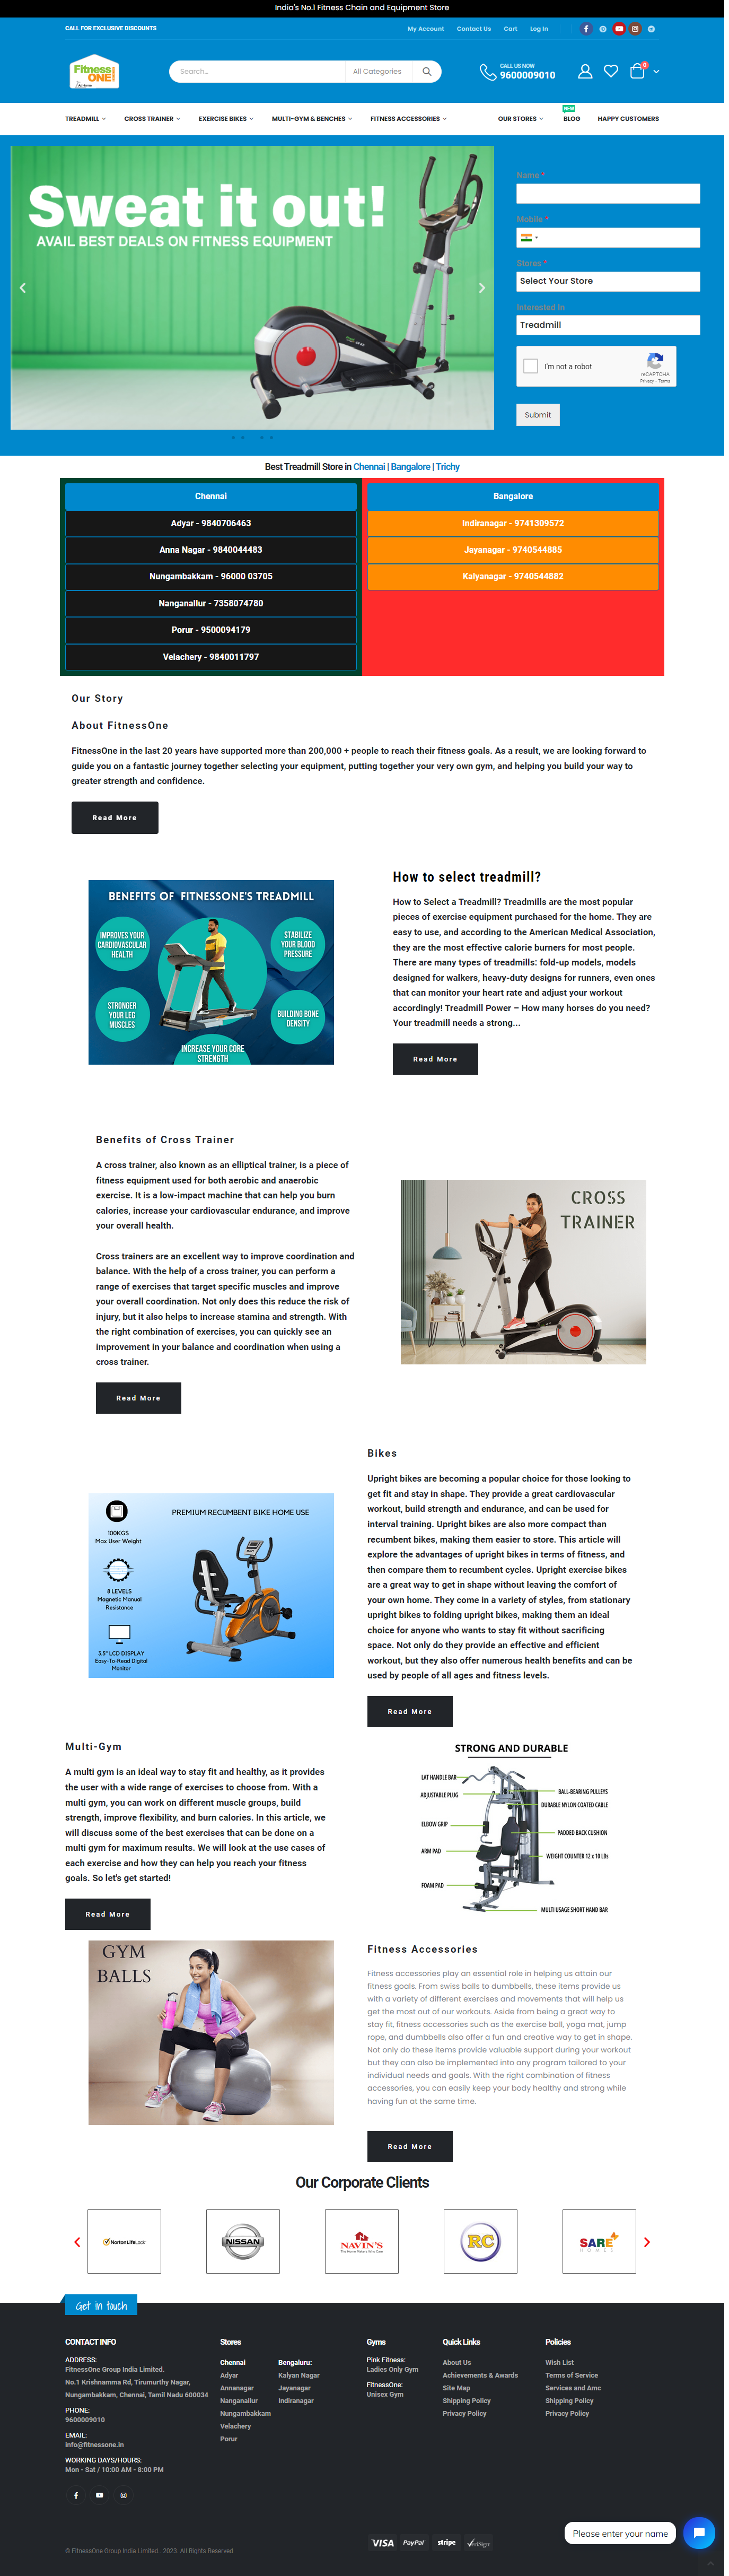 India's No.1 Fitness Chain and Equipment Store
CALL FOR EXCLUSIVE DISCOUNTS
My Account
Contact Us
Cart
Log In
Fitness ONE!
At Home
Search...
All Categories
CALL US NOW
9600009010
0
TREADMILL
CROSS TRAINER
EXERCISE BIKES
MULTI-GYM & BENCHES
FITNESS ACCESSORIES
OUR STORES
NEW
BLOG
HAPPY CUSTOMERS
Sweat it out!
AVAIL BEST DEALS ON FITNESS EQUIPMENT
Name *
Mobile *
Stores *
Select Your Store
Interested In
Treadmill
I'm not a robot
reCAPTCHA
Privacy - Terms
Submit
Best Treadmill Store in Chennai | Bangalore | Trichy
Chennai
Adyar - 9840706463
Anna Nagar - 9840044483
Nungambakkam - 96000 03705
Nanganallur - 7358074780
Porur - 9500094179
Velachery - 9840011797
Bangalore
Indiranagar - 9741309572
Jayanagar - 9740544885
Kalyanagar - 9740544882
Our Story
About FitnessOne
FitnessOne in the last 20 years have supported more than 200,000 + people to reach their fitness goals. As a result, we are looking forward to
guide you on a fantastic journey together selecting your equipment, putting together your very own gym, and helping you build your way to
greater strength and confidence.
Read More
BENEFITS OF FITNESSONE'S TREADMILL
IMPROVES YOUR
CARDIOVASCULAR
HEALTH
STABILIZE
YOUR BLOOD
PRESSURE
STRONGER
YOUR LEG
MUSCLES
BUILDING BONE
DENSITY
INCREASE YOUR CORE
STRENGTH
How to select treadmill?
How to Select a Treadmill? Treadmills are the most popular
pieces of exercise equipment purchased for the home. They are
easy to use, and according to the American Medical Association,
they are the most effective calorie burners for most people.
There are many types of treadmills: fold-up models, models
designed for walkers, heavy-duty designs for runners, even ones
that can monitor your heart rate and adjust your workout
accordingly! Treadmill Power – How many horses do you need?
Your treadmill needs a strong...
Read More
Benefits of Cross Trainer
A cross trainer, also known as an elliptical trainer, is a piece of
fitness equipment used for both aerobic and anaerobic
exercise. It is a low-impact machine that can help you burn
calories, increase your cardiovascular endurance, and improve
your overall health.
Cross trainers are an excellent way to improve coordination and
balance. With the help of a cross trainer, you can perform a
range of exercises that target specific muscles and improve
your overall coordination. Not only does this reduce the risk of
injury, but it also helps to increase stamina and strength. With
the right combination of exercises, you can quickly see an
improvement in your balance and coordination when using a
cross trainer.
Read More
CROSS
TRAINER
PREMIUM RECUMBENT BIKE HOME USE
100KGS
Max User Weight
8 LEVELS
Magnetic Manual
Resistance
3.5" LCD DISPLAY
Easy-To-Read Digital
Monitor
Bikes
Upright bikes are becoming a popular choice for those looking to
get fit and stay in shape. They provide a great cardiovascular
workout, build strength and endurance, and can be used for
interval training. Upright bikes are also more compact than
recumbent bikes, making them easier to store. This article will
explore the advantages of upright bikes in terms of fitness, and
then compare them to recumbent cycles. Upright exercise bikes
are a great way to get in shape without leaving the comfort of
your own home. They come in a variety of styles, from stationary
upright bikes to folding upright bikes, making them an ideal
choice for anyone who wants to stay fit without sacrificing
space. Not only do they provide an effective and efficient
workout, but they also offer numerous health benefits and can be
used by people of all ages and fitness levels.
Read More
Multi-Gym
A multi gym is an ideal way to stay fit and healthy, as it provides
the user with a wide range of exercises to choose from. With a
multi gym, you can work on different muscle groups, build
strength, improve flexibility, and burn calories. In this article, we
will discuss some of the best exercises that can be done on a
multi gym for maximum results. We will look at the use cases of
each exercise and how they can help you reach your fitness
goals. So let's get started!
Read More
STRONG AND DURABLE
LAT HANDLE BAR
ADJUSTABLE PLUG
ELBOW GRIP
ARM PAD
FOAM PAD
BALL-BEARING PULLEYS
DURABLE NYLON COATED CABLE
PADDED BACK CUSHION
WEIGHT COUNTER 12 x 10 LBs
MULTI USAGE SHORT HAND BAR
GYM
BALLS
Fitness Accessories
Fitness accessories play an essential role in helping us attain our
fitness goals. From swiss balls to dumbbells, these items provide us
with a variety of different exercises and movements that will help us
get the most out of our workouts. Aside from being a great way to
stay fit, fitness accessories such as the exercise ball, yoga mat, jump
rope, and dumbbells also offer a fun and creative way to get in shape.
Not only do these items provide valuable support during your workout
but they can also be implemented into any program tailored to your
individual needs and goals. With the right combination of fitness
accessories, you can easily keep your body healthy and strong while
having fun at the same time.
Read More
Our Corporate Clients
NortonLifeLock
NISSAN
NAVIN'S
RC
SARE
HOMES
Get in touch
CONTACT INFO
ADDRESS:
FitnessOne Group India Limited.
No.1 Krishnamma Rd, Tirumurthy Nagar,
Nungambakkam, Chennai, Tamil Nadu 600034
PHONE:
9600009010
EMAIL:
info@fitnessone.in
WORKING DAYS/HOURS:
Mon - Sat / 10:00 AM - 8:00 PM
Stores
Chennai
Adyar
Annanagar
Nanganallur
Nungambakkam
Velachery
Porur
Bengaluru:
Kalyan Nagar
Jayanagar
Indiranagar
Gyms
Pink Fitness:
Ladies Only Gym
FitnessOne:
Unisex Gym
Quick Links
About Us
Achievements & Awards
Site Map
Shipping Policy
Privacy Policy
Policies
Wish List
Terms of Service
Services and Amc
Shipping Policy
Privacy Policy
© FitnessOne Group India Limited.. 2023. All Rights Reserved
VISA
PayPal
stripe
VeriSign
Please enter your name